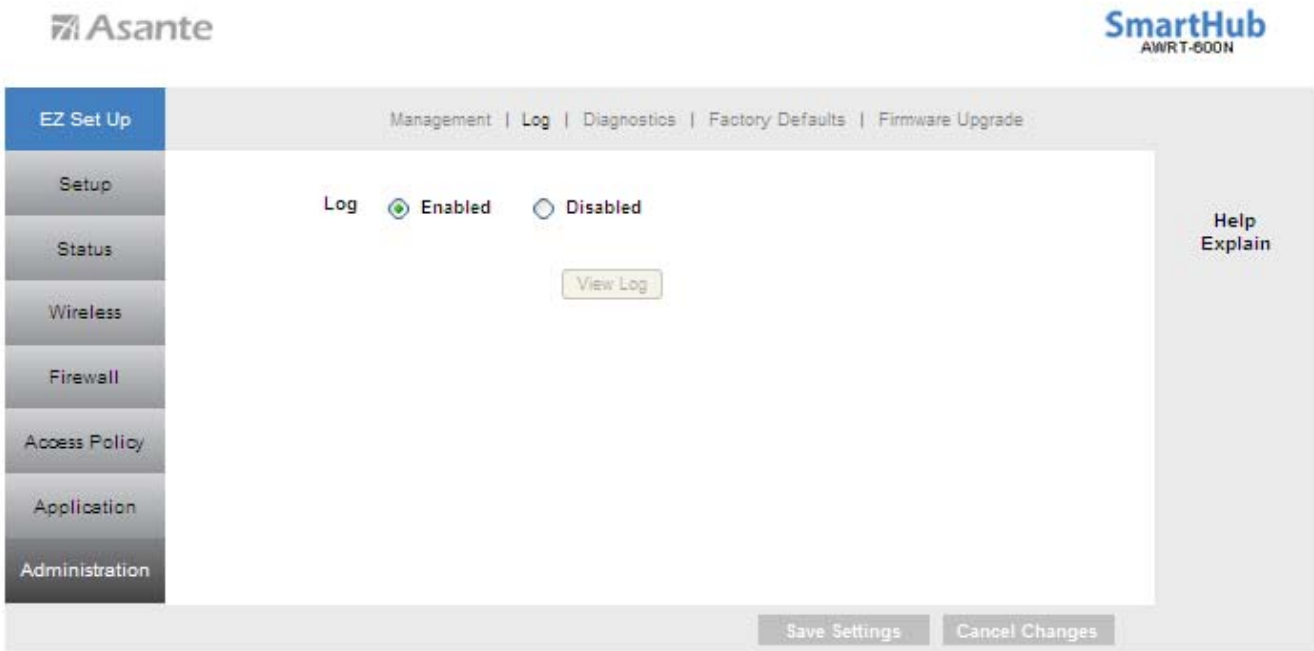 Asante
SmartHub
AWRT-600N
EZ Set Up
Management | Log | Diagnostics | Factory Defaults | Firmware Upgrade
Setup
Status
Wireless
Firewall
Access Policy
Application
Administration
Log Enabled Disabled
View Log
Help
Explain
Save Settings Cancel Changes